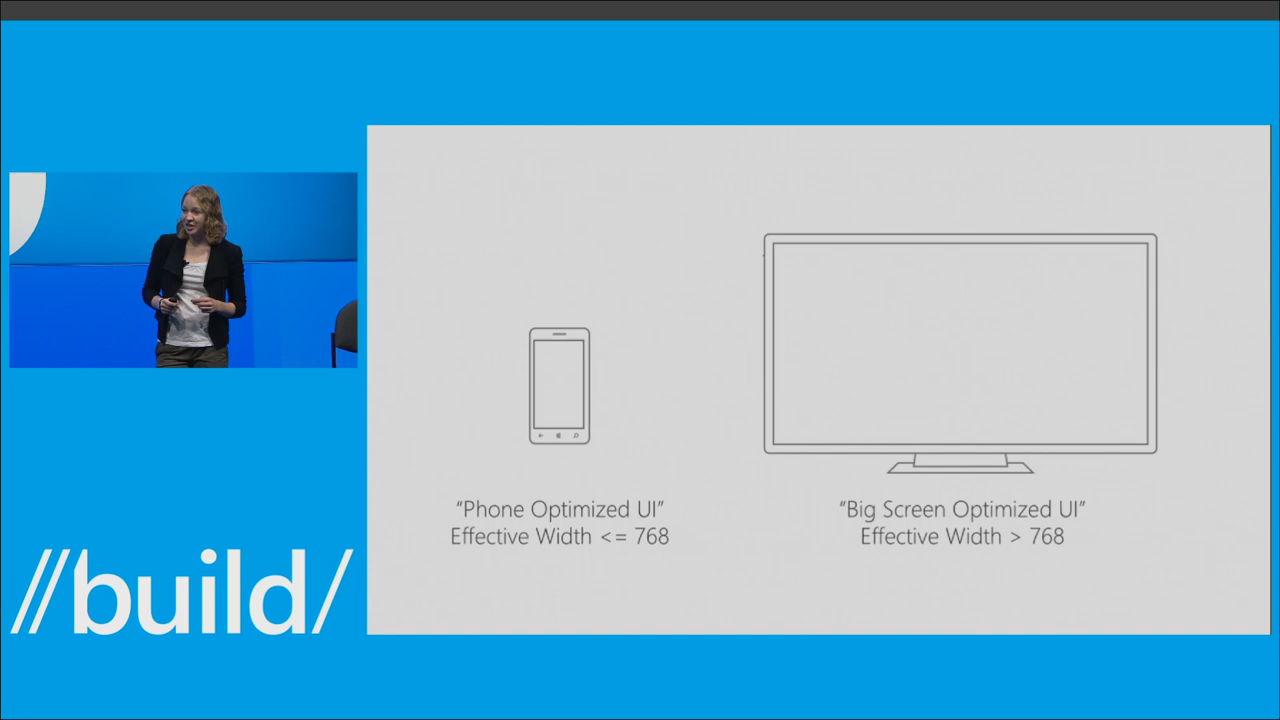 //build/
“Phone Optimized UI”
Effective Width <= 768
“Big Screen Optimized UI”
Effective Width > 768